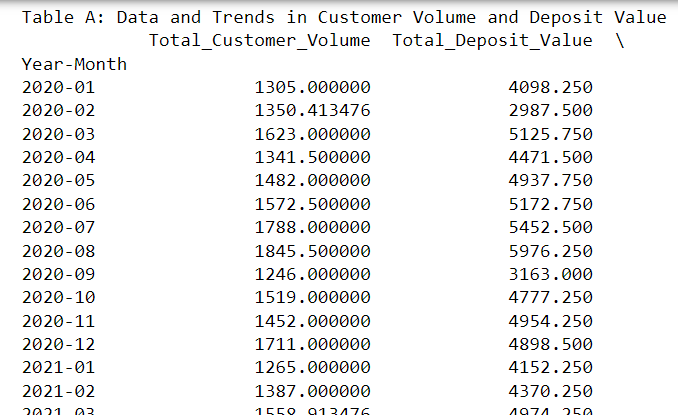 Table A: Data and Trends in Customer Volume and Deposit Value
Total_Customer_Volume Total_Deposit_Value \
Year-Month
2020-01 1305.000000 4098.250
2020-02 1350.413476 2987.500
2020-03 1623.000000 5125.750
2020-04 1341.500000 4471.500
2020-05 1482.000000 4937.750
2020-06 1572.500000 5172.750
2020-07 1788.000000 5452.500
2020-08 1845.500000 5976.250
2020-09 1246.000000 3163.000
2020-10 1519.000000 4777.250
2020-11 1452.000000 4954.250
2020-12 1711.000000 4898.500
2021-01 1265.000000 4152.250
2021-02 1387.000000 4370.250
2021-03 1558.913476 4974.250